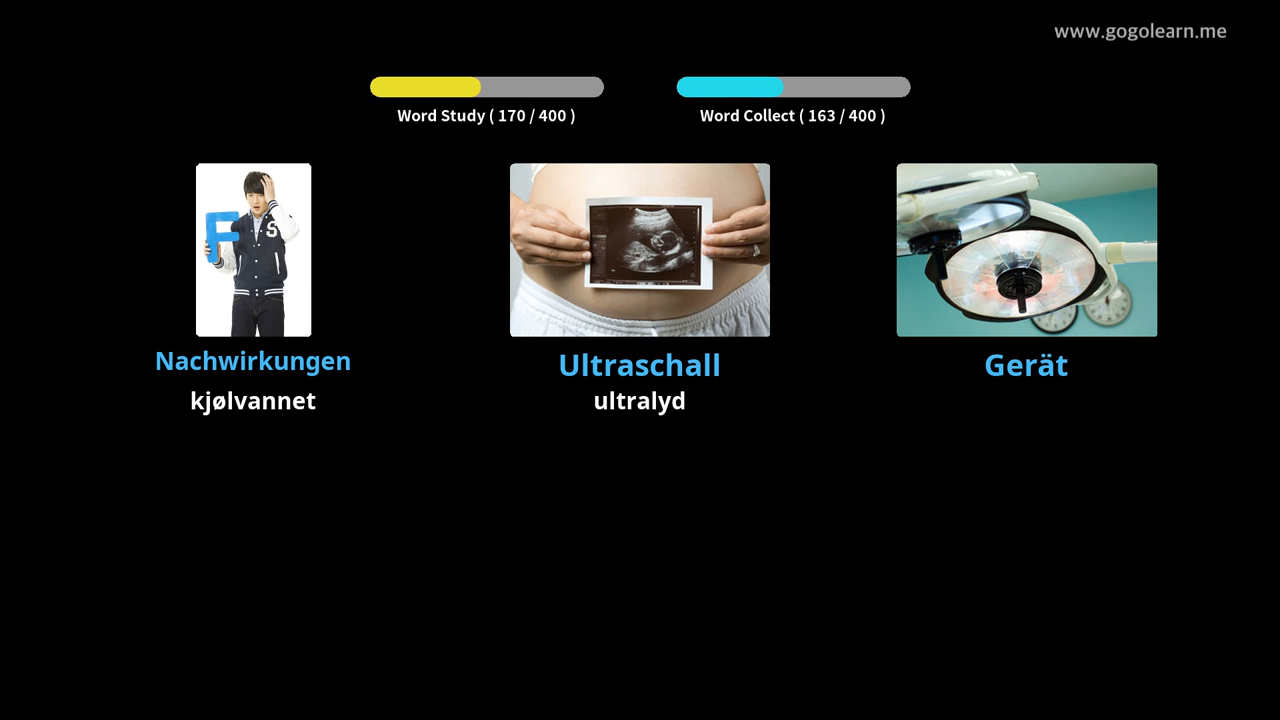 www.gogolearn.me
Word Study ( 170 / 400 )
Word Collect ( 163 / 400 )
F
S
Nachwirkungen
Ultraschall
Gerät
kjølvannet
ultralyd